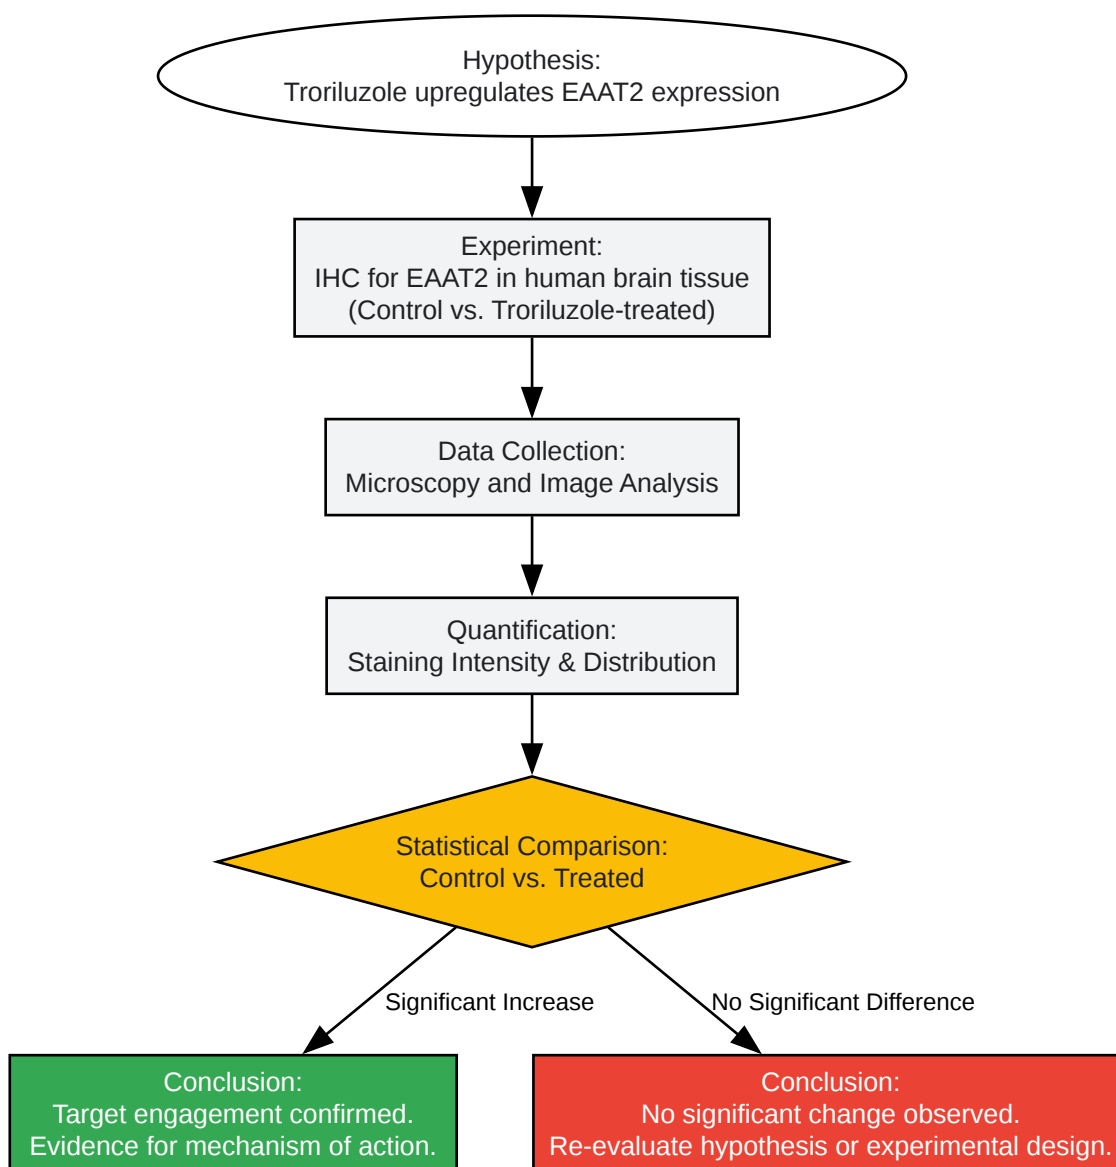 Hypothesis:
Troriluzole upregulates EAAT2 expression
Experiment:
IHC for EAAT2 in human brain tissue
(Control vs. Troriluzole-treated)
Data Collection:
Microscopy and Image Analysis
Quantification:
Staining Intensity & Distribution
Statistical Comparison:
Control vs. Treated
Significant Increase
No Significant Difference
Conclusion:
Target engagement confirmed.
Evidence for mechanism of action.
Conclusion:
No significant change observed.
Re-evaluate hypothesis or experimental design.